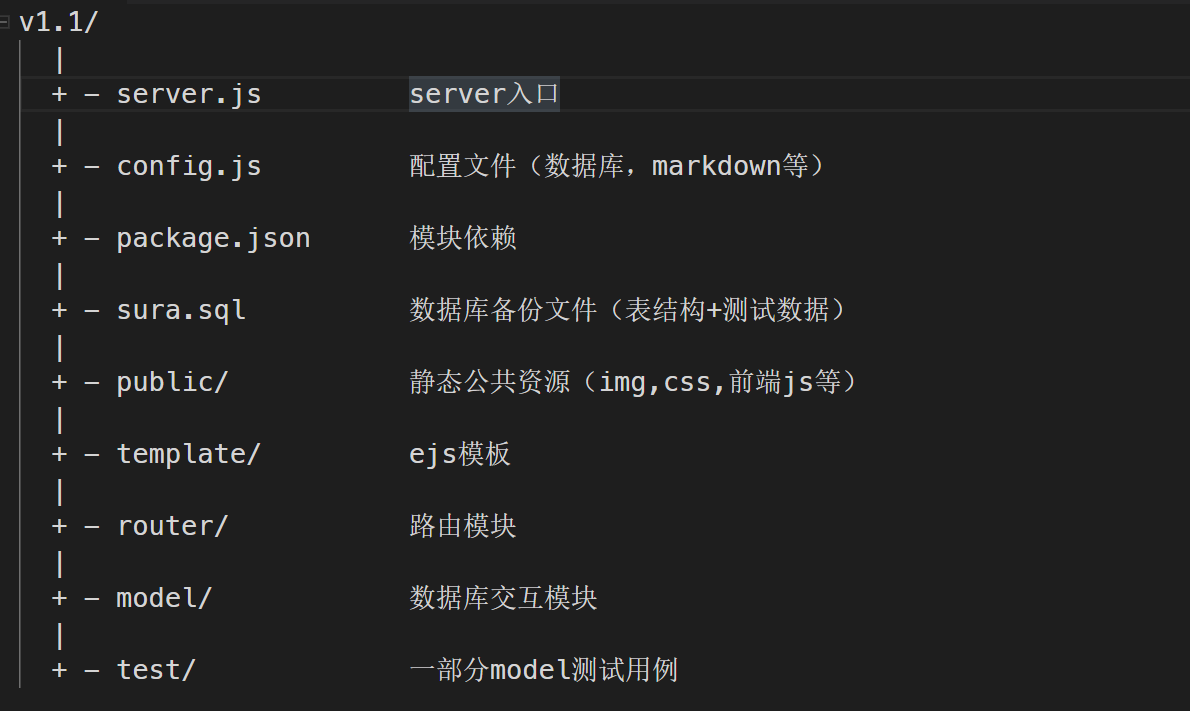 v1.1/
|
+ - server.js server入口
|
+ - config.js 配置文件（数据库，markdown等）
|
+ - package.json 模块依赖
|
+ - sura.sql 数据库备份文件（表结构+测试数据）
|
+ - public/ 静态公共资源（img,css,前端js等）
|
+ - template/ ejs模板
|
+ - router/ 路由模块
|
+ - model/ 数据库交互模块
|
+ - test/ 一部分model测试用例